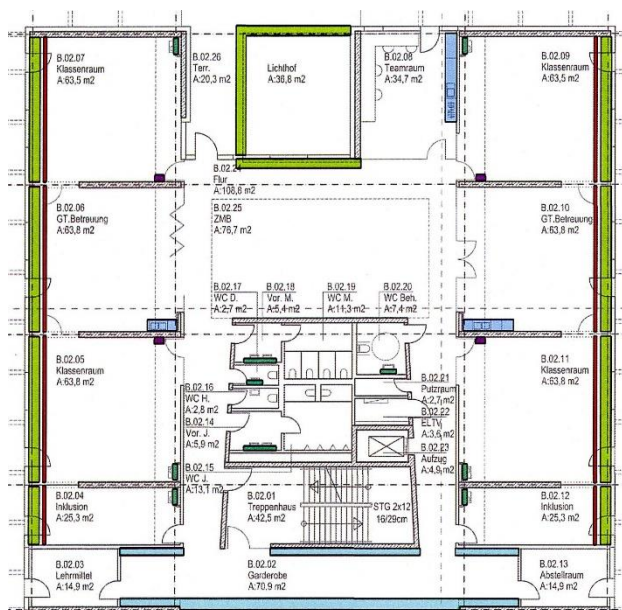 B.02.07
Klassenraum
A:63,5 m2
B.02.26
Terr.
A:20,3 m2
Lichthof
A:36,8 m2
B.02.08
Teamraum
A:34,7 m2
B.02.09
Klassenraum
A:63,5 m2
B.02.24
Flur
A:108,8 m2
B.02.06
GT.Betreuung
A:63,8 m2
B.02.25
ZMB
A:76,7 m2
B.02.10
GT.Betreuung
A:63,8 m2
B.02.17
WC D.
A:2,7 m2
B.02.18
Vor. M.
A:5,4 m2
B.02.19
WC M.
A:11,3 m2
B.02.20
WC Beh.
A:7,4 m2
B.02.05
Klassenraum
A:63,8 m2
B.02.16
WC H.
A:2,8 m2
B.02.14
Vor. J.
A:5,9 m2
B.02.15
WC J.
A:13,1 m2
B.02.21
Putzraum
A:2,7 m2
B.02.22
ELTV
A:3,6 m2
B.02.23
Aufzug
A:4,9 m2
B.02.11
Klassenraum
A:63,8 m2
B.02.04
Inklusion
A:25,3 m2
B.02.01
Treppenhaus
A:42,5 m2
STG 2x12
16/29cm
B.02.12
Inklusion
A:25,3 m2
B.02.03
Lehrmittel
A:14,9 m2
B.02.02
Garderobe
A:70,9 m2
B.02.13
Abstellraum
A:14,9 m2